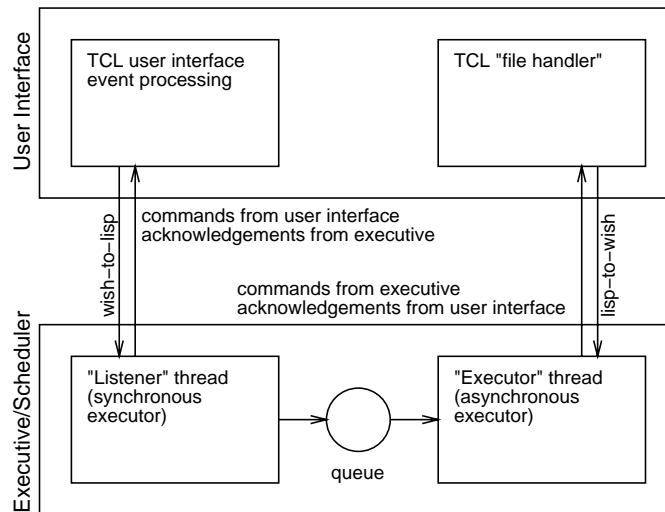 User Interface
TCL user interface
event processing
TCL "file handler"
wish-to-lisp
commands from user interface
acknowledgements from executive
commands from executive
acknowledgements from user interface
lisp-to-wish
Executive/Scheduler
"Listener" thread
(synchronous
executor)
queue
"Executor" thread
(asynchronous
executor)